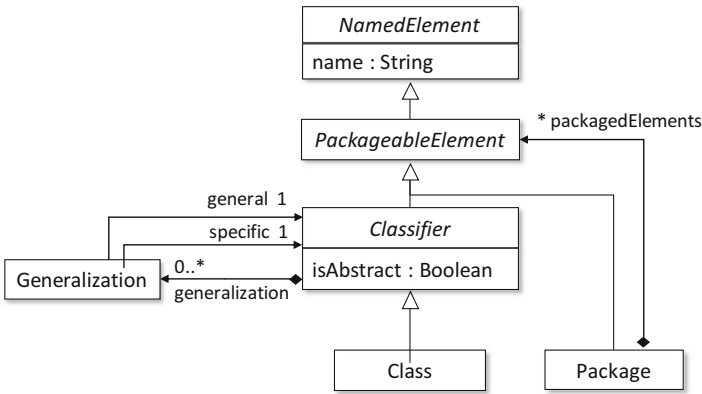 NamedElement
name : String
* packagedElements
PackageableElement
general 1
specific 1
Classifier
Generalization
0..*
generalization
isAbstract : Boolean
Class
Package